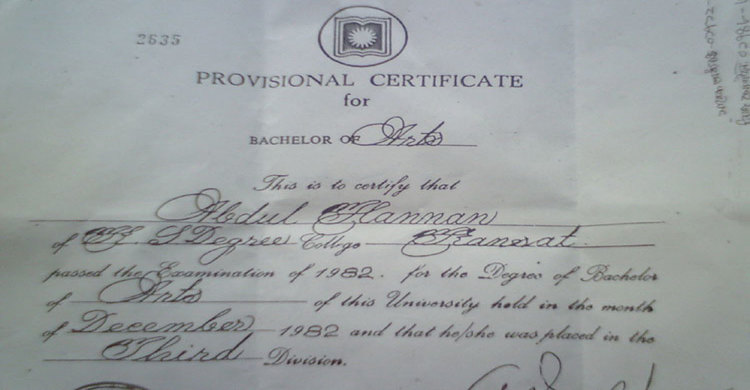 2635
PROVISIONAL CERTIFICATE
for
BACHELOR OF Arts
This is to certify that
Abdul Hannan
of S Degree College Kansat.
passed the Examination of 1982. for the Degree of Bachelor
of Arts of this University held in the month
of December 1982 and that he/she was placed in the
Third Division.